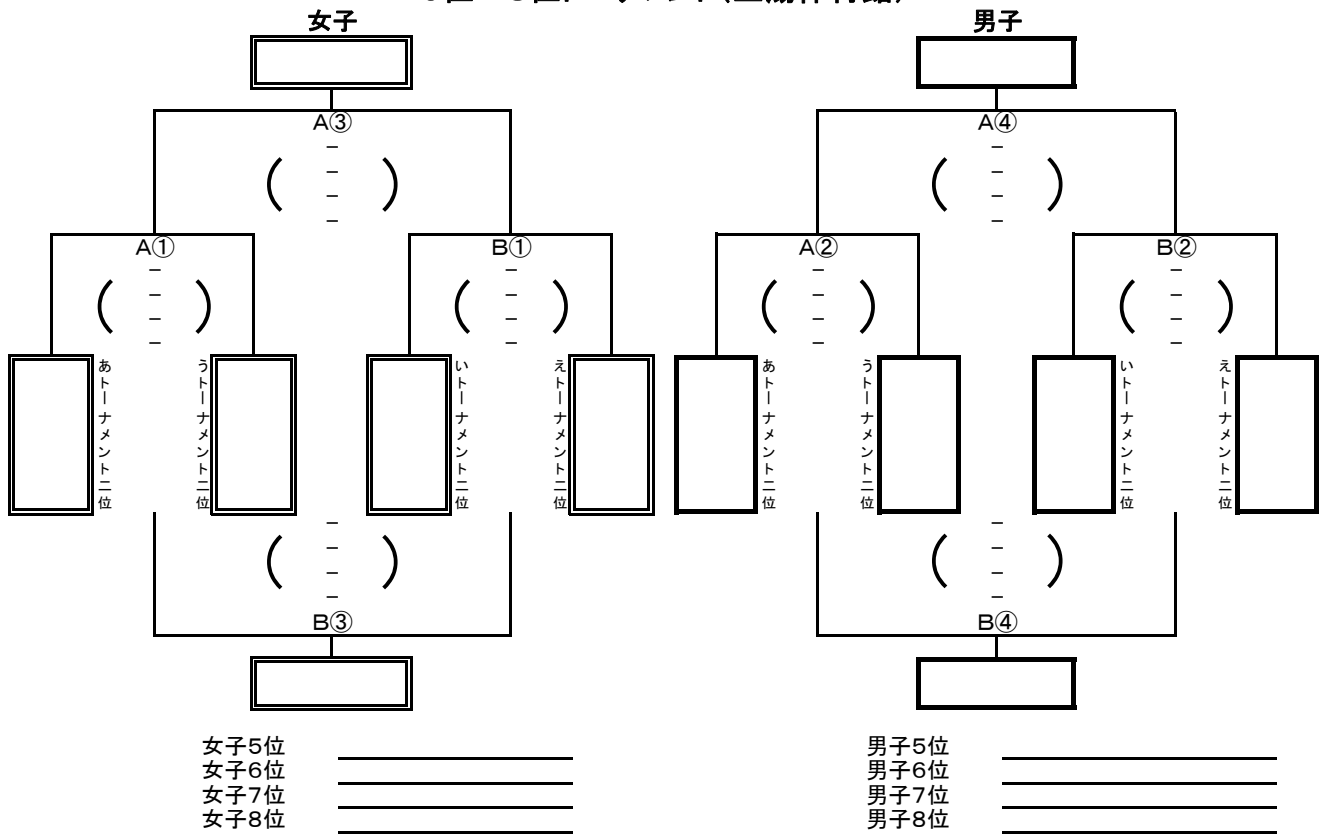 女子 男子
A③ A④
A① B① A② B②
あトーナメント二位 うトーナメント二位 いトーナメント二位 えトーナメント二位 あトーナメント二位 うトーナメント二位 いトーナメント二位 えトーナメント二位
B③ B④
女子5位 男子5位
女子6位 男子6位
女子7位 男子7位
女子8位 男子8位